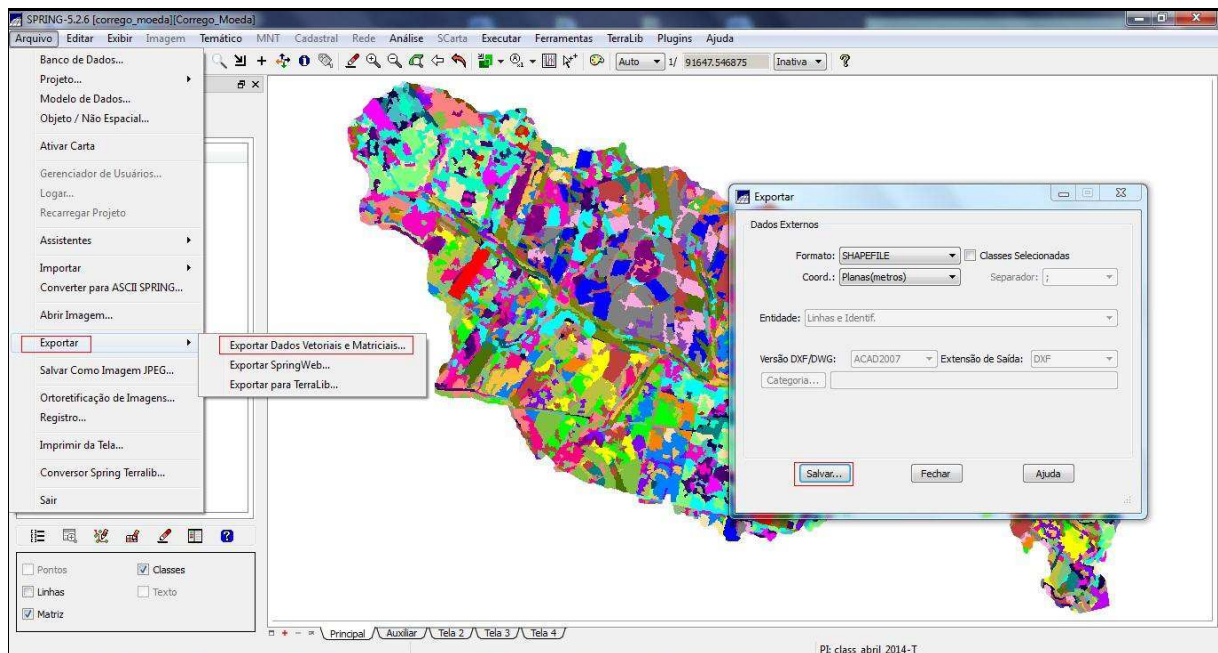 SPRING-5.2.6 [corrego_moeda][Corrego_Moeda]
Arquivo Editar Exibir Imagem Temático MNT Cadastral Rede Análise SCarta Executar Ferramentas TerraLib Plugins Ajuda
Auto 1/ 91647.546875 Inativa
Banco de Dados...
Projeto...
Modelo de Dados...
Objeto / Não Espacial...
Ativar Carta
Gerenciador de Usuários...
Logar...
Recarregar Projeto
Assistentes
Importar
Converter para ASCII SPRING...
Abrir Imagem...
Exportar
Salvar Como Imagem JPEG...
Ortoretificação de Imagens...
Registro...
Imprimir da Tela...
Conversor Spring Terralib...
Sair
Exportar Dados Vetoriais e Matriciais...
Exportar SpringWeb...
Exportar para TerraLib...
Exportar
Dados Externos
Formato: SHAPEFILE Classes Selecionadas
Coord.: Planas(metros) Separador: ;
Entidade: Linhas e Identif.
Versão DXF/DWG: ACAD2007 Extensão de Saída: DXF
Categoria...
Salvar... Fechar Ajuda
Pontos Classes
Linhas Texto
Matriz
Principal Auxiliar Tela 2 Tela 3 Tela 4
PI: class_abril_2014-T